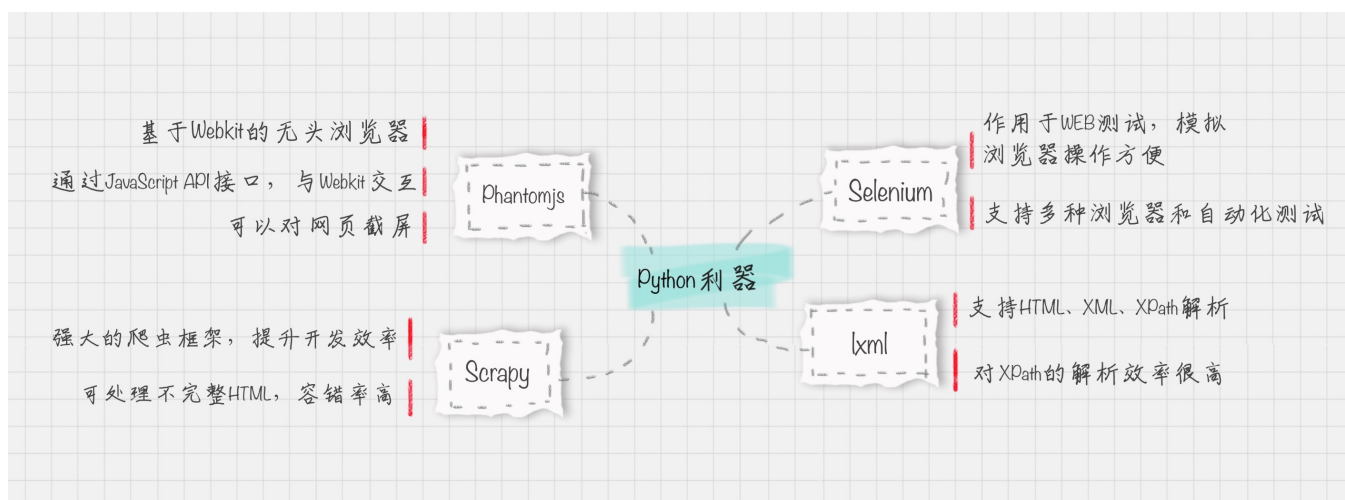 基于Webkit的无头浏览器
通过JavaScript API接口，与Webkit交互
可以对网页截屏
Phantomjs
作用于WEB测试，模拟
浏览器操作方便
支持多种浏览器和自动化测试
Selenium
Python利器
强大的爬虫框架，提升开发效率
可处理不完整HTML，容错率高
Scrapy
支持HTML、XML、XPath解析
对XPath的解析效率很高
lxml